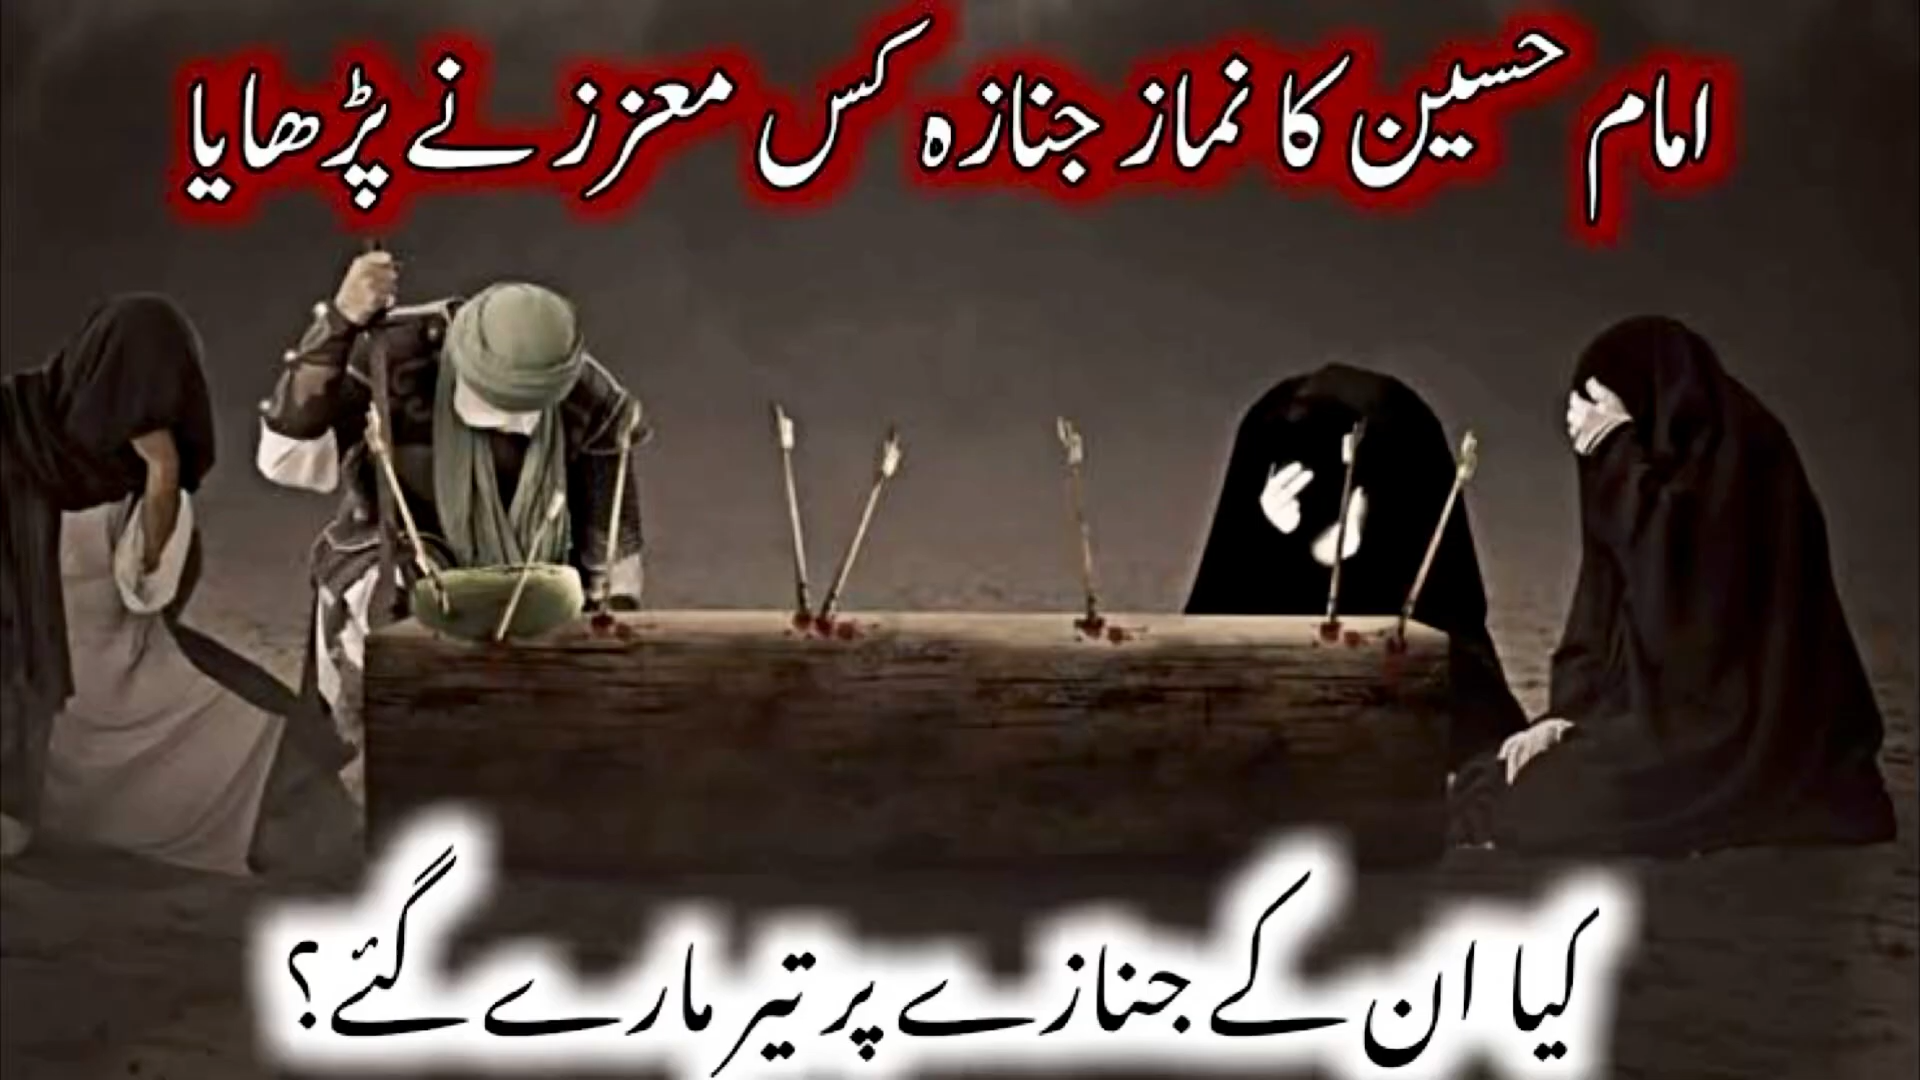 امام حسین کا نماز جنازہ کس معزز نے پڑھایا
کیا ان کے جنازے پر تیر مارے گئے؟